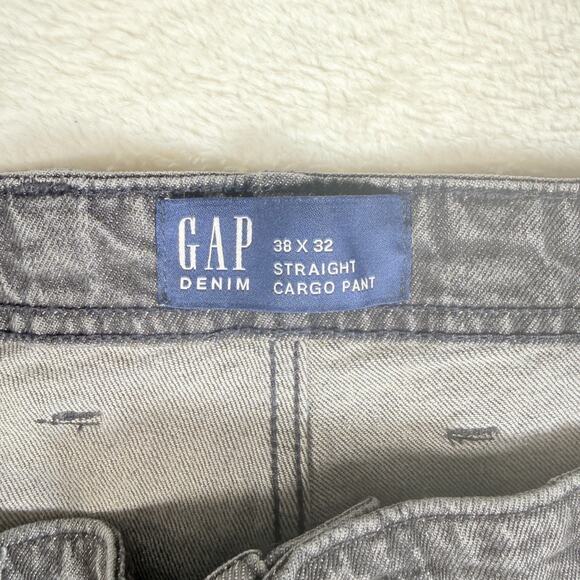 GAP
DENIM
38 X 32
STRAIGHT
CARGO PANT